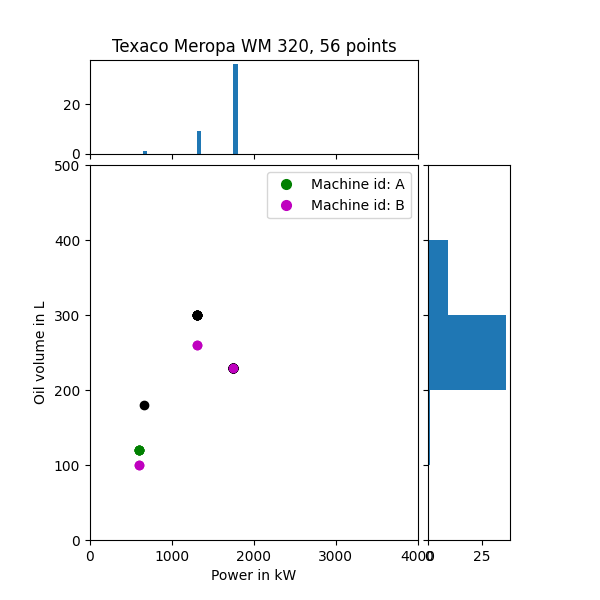 Texaco Meropa WM 320, 56 points
20
0
500
400
300
200
100
0
Oil volume in L
Machine id: A
Machine id: B
0 1000 2000 3000 4000
0 25
Power in kW